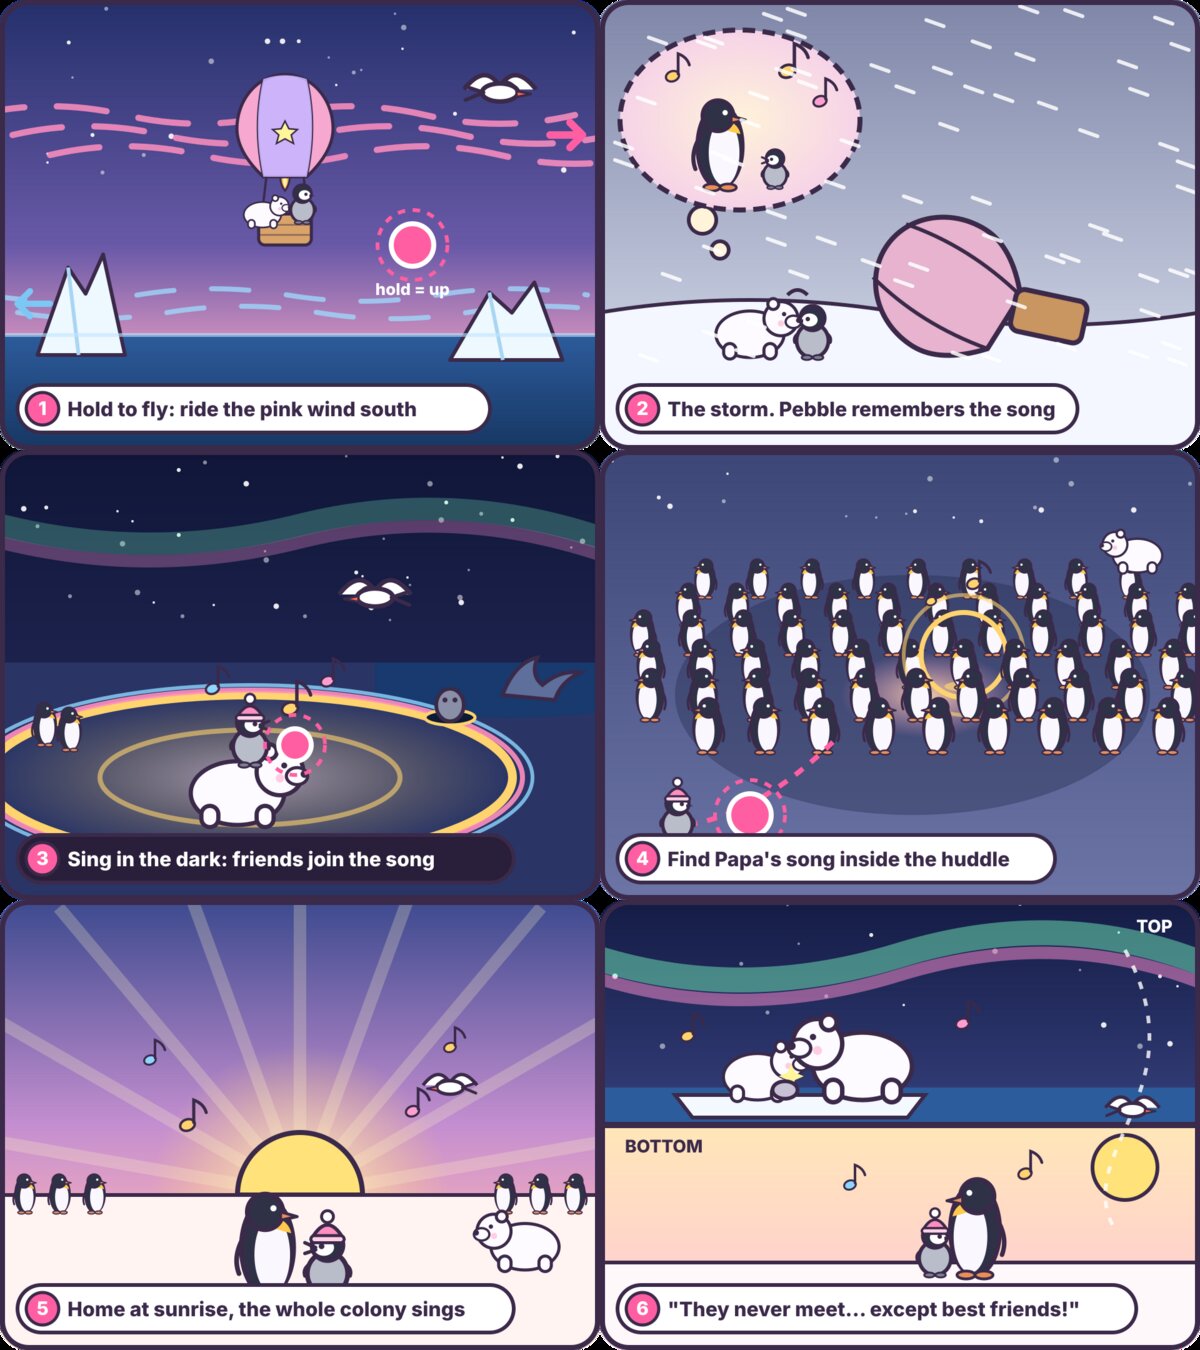 hold = up
1 Hold to fly: ride the pink wind south
2 The storm. Pebble remembers the song
3 Sing in the dark: friends join the song
4 Find Papa's song inside the huddle
5 Home at sunrise, the whole colony sings
TOP
BOTTOM
6 "They never meet... except best friends!"